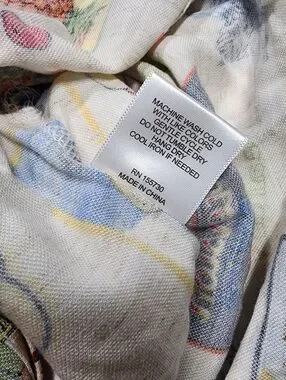 MACHINE WASH COLD
WITH LIKE COLORS
GENTLE CYCLE
DO NOT TUMBLE DRY
HANG DRY
COOL IRON IF NEEDED
RN 155730
MADE IN CHINA